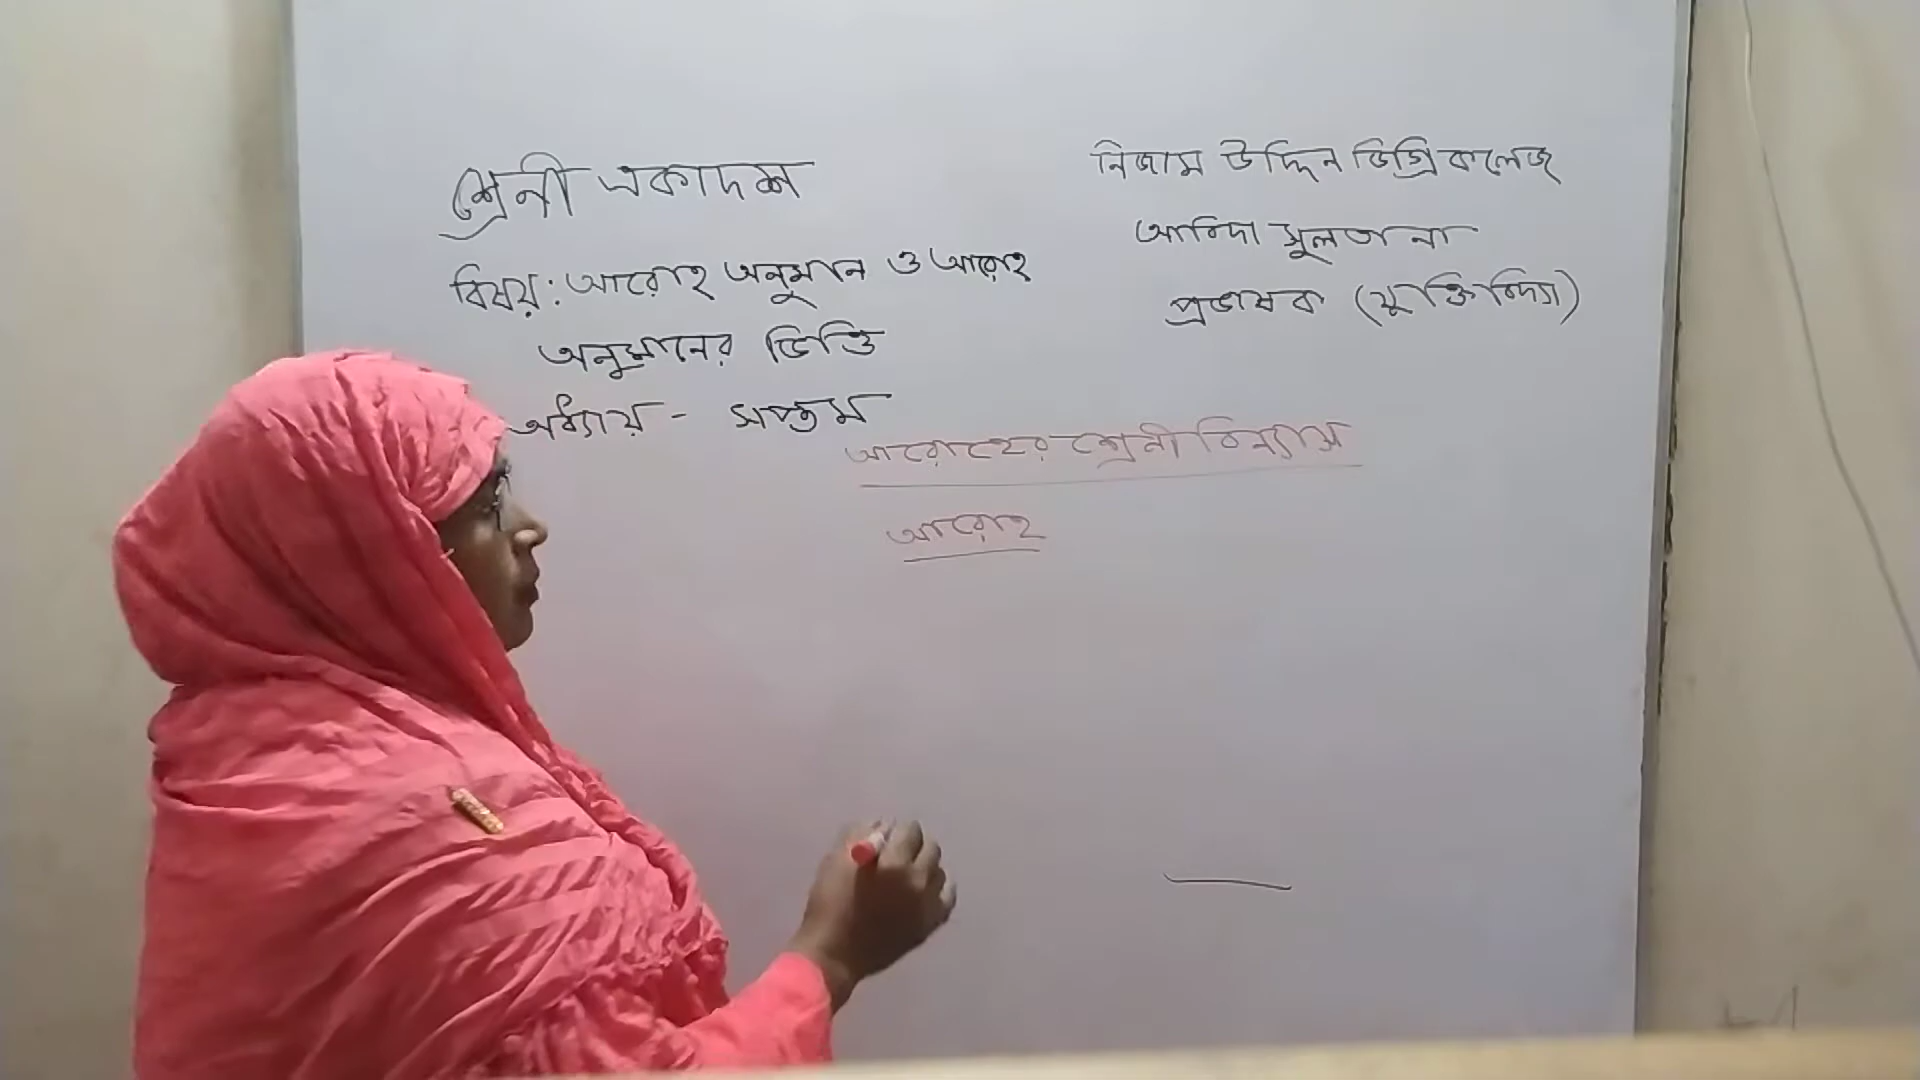 শ্রেনী একাদশ
বিষয়: আরোহ অনুমান ও আরোহ
অনুমানের ভিত্তি
অধ্যায় - সপ্তম
নিজাম উদ্দিন ডিগ্রি কলেজ
আবিদা সুলতানা
প্রভাষক (যুক্তিবিদ্যা)
আরোহের শ্রেনী বিন্যাস
আরোহ